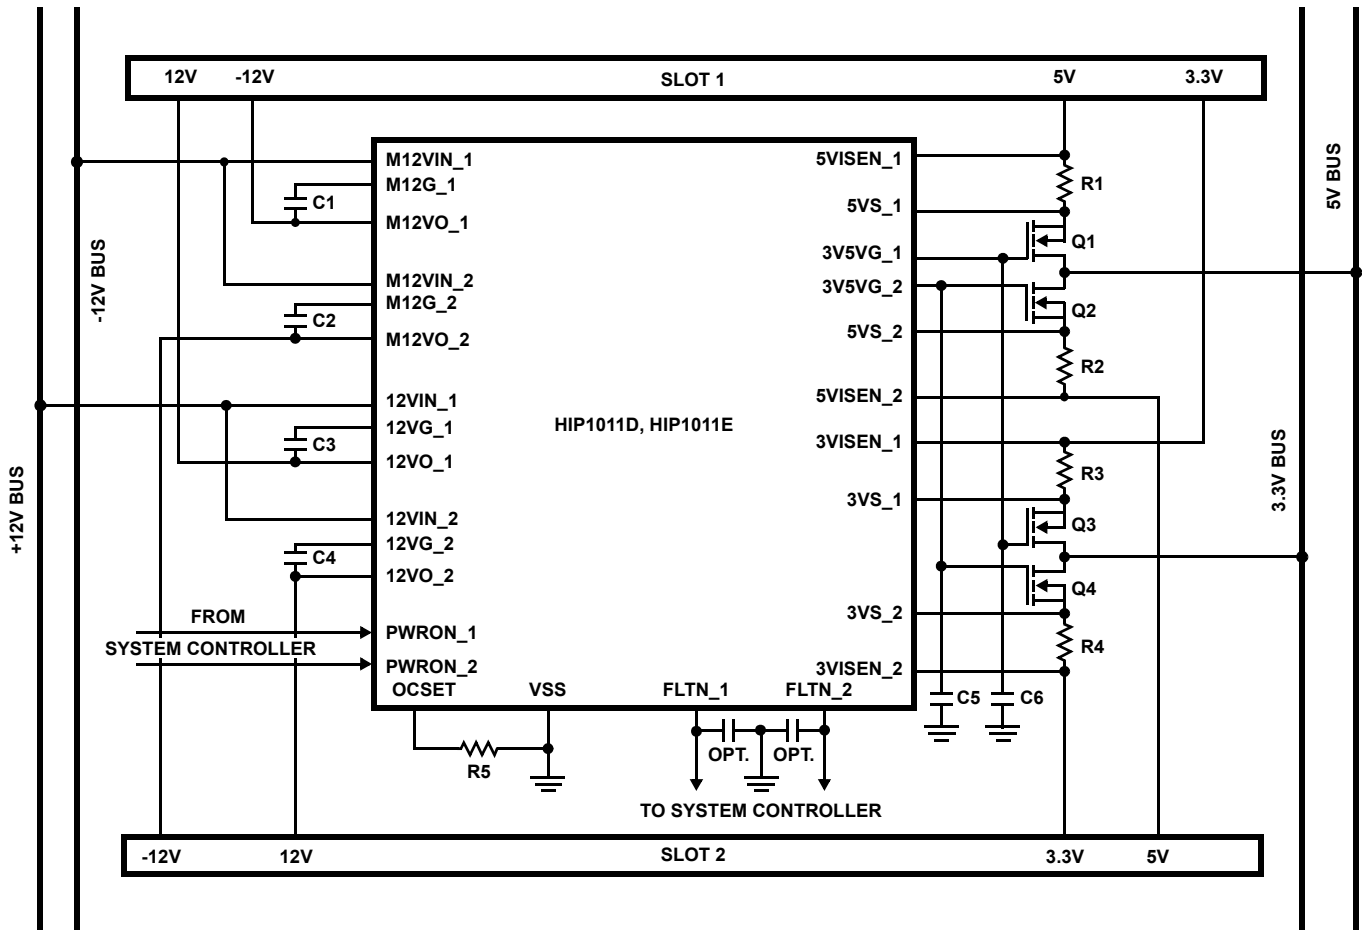 12V -12V SLOT 1 5V 3.3V
M12VIN_1
M12G_1
C1
M12VO_1
M12VIN_2
M12G_2
C2
M12VO_2
12VIN_1
12VG_1
C3
12VO_1
12VIN_2
12VG_2
C4
12VO_2
FROM
SYSTEM CONTROLLER
PWRON_1
PWRON_2
OCSET
VSS
FLTN_1
FLTN_2
HIP1011D, HIP1011E
5VISEN_1
R1
5VS_1
Q1
3V5VG_1
3V5VG_2
Q2
5VS_2
R2
5VISEN_2
3VISEN_1
R3
3VS_1
Q3
Q4
3VS_2
R4
3VISEN_2
C5
C6
R5
OPT.
OPT.
TO SYSTEM CONTROLLER
-12V BUS
+12V BUS
5V BUS
3.3V BUS
-12V 12V SLOT 2 3.3V 5V